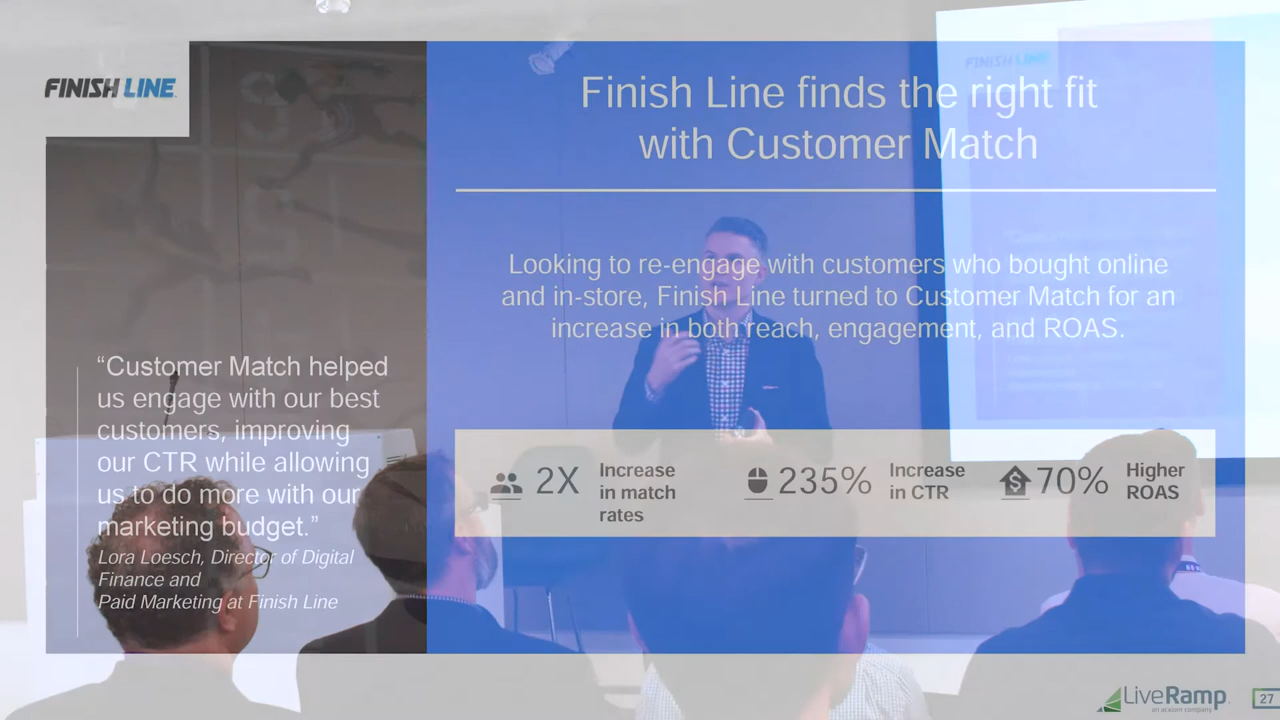 FINISH LINE
Finish Line finds the right fit
with Customer Match
Looking to re-engage with customers who bought online
and in-store, Finish Line turned to Customer Match for an
increase in both reach, engagement, and ROAS.
“Customer Match helped
us engage with our best
customers, improving
our CTR while allowing
us to do more with our
marketing budget.”
Lora Loesch, Director of Digital
Finance and
Paid Marketing at Finish Line
2X Increase
in match
rates
235% Increase
in CTR
70% Higher
ROAS
LiveRamp
an acxiom company
27
FINISH LINE